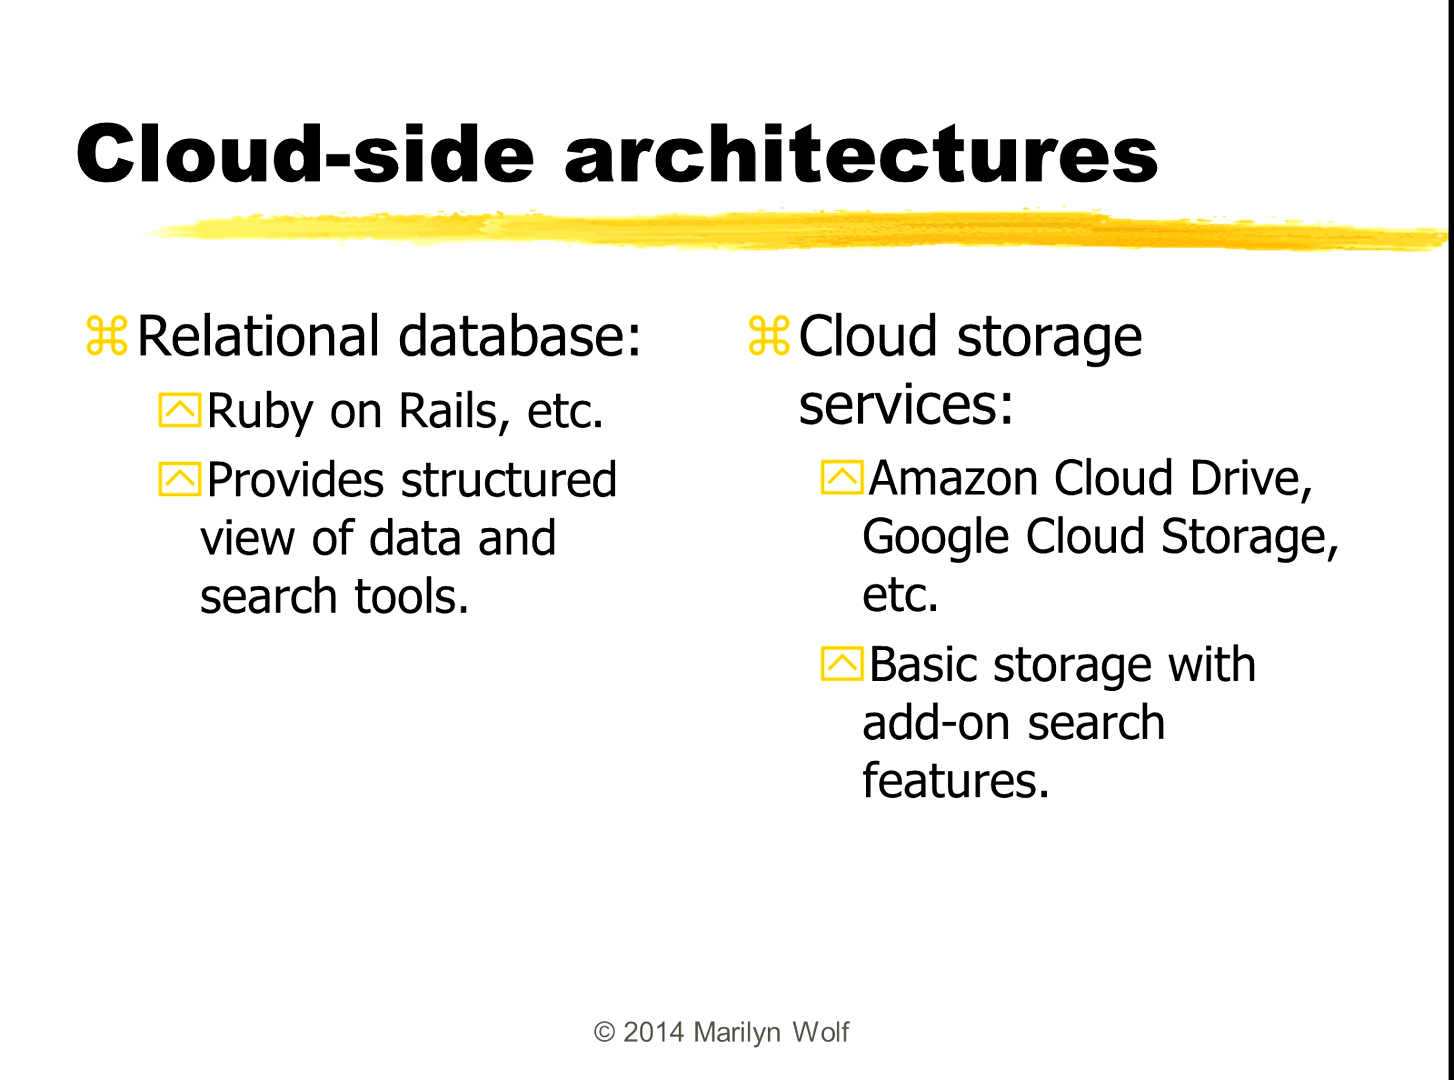 Cloud-side architectures
Relational database:
Ruby on Rails, etc.
Provides structured
view of data and
search tools.
Cloud storage
services:
Amazon Cloud Drive,
Google Cloud Storage,
etc.
Basic storage with
add-on search
features.
© 2014 Marilyn Wolf